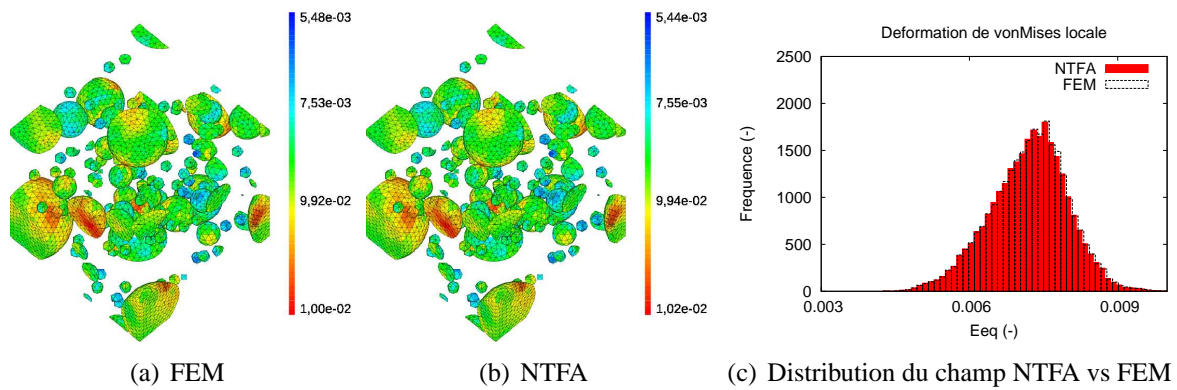 5,48e-03
7,53e-03
9,92e-03
1,00e-02
(a) FEM
5,44e-03
7,55e-03
9,94e-03
1,02e-02
(b) NTFA
Deformation de vonMises locale
NTFA
FEM
Frequence (-)
2500
2000
1500
1000
500
0
0.003
0.006
0.009
Eeq (-)
(c) Distribution du champ NTFA vs FEM